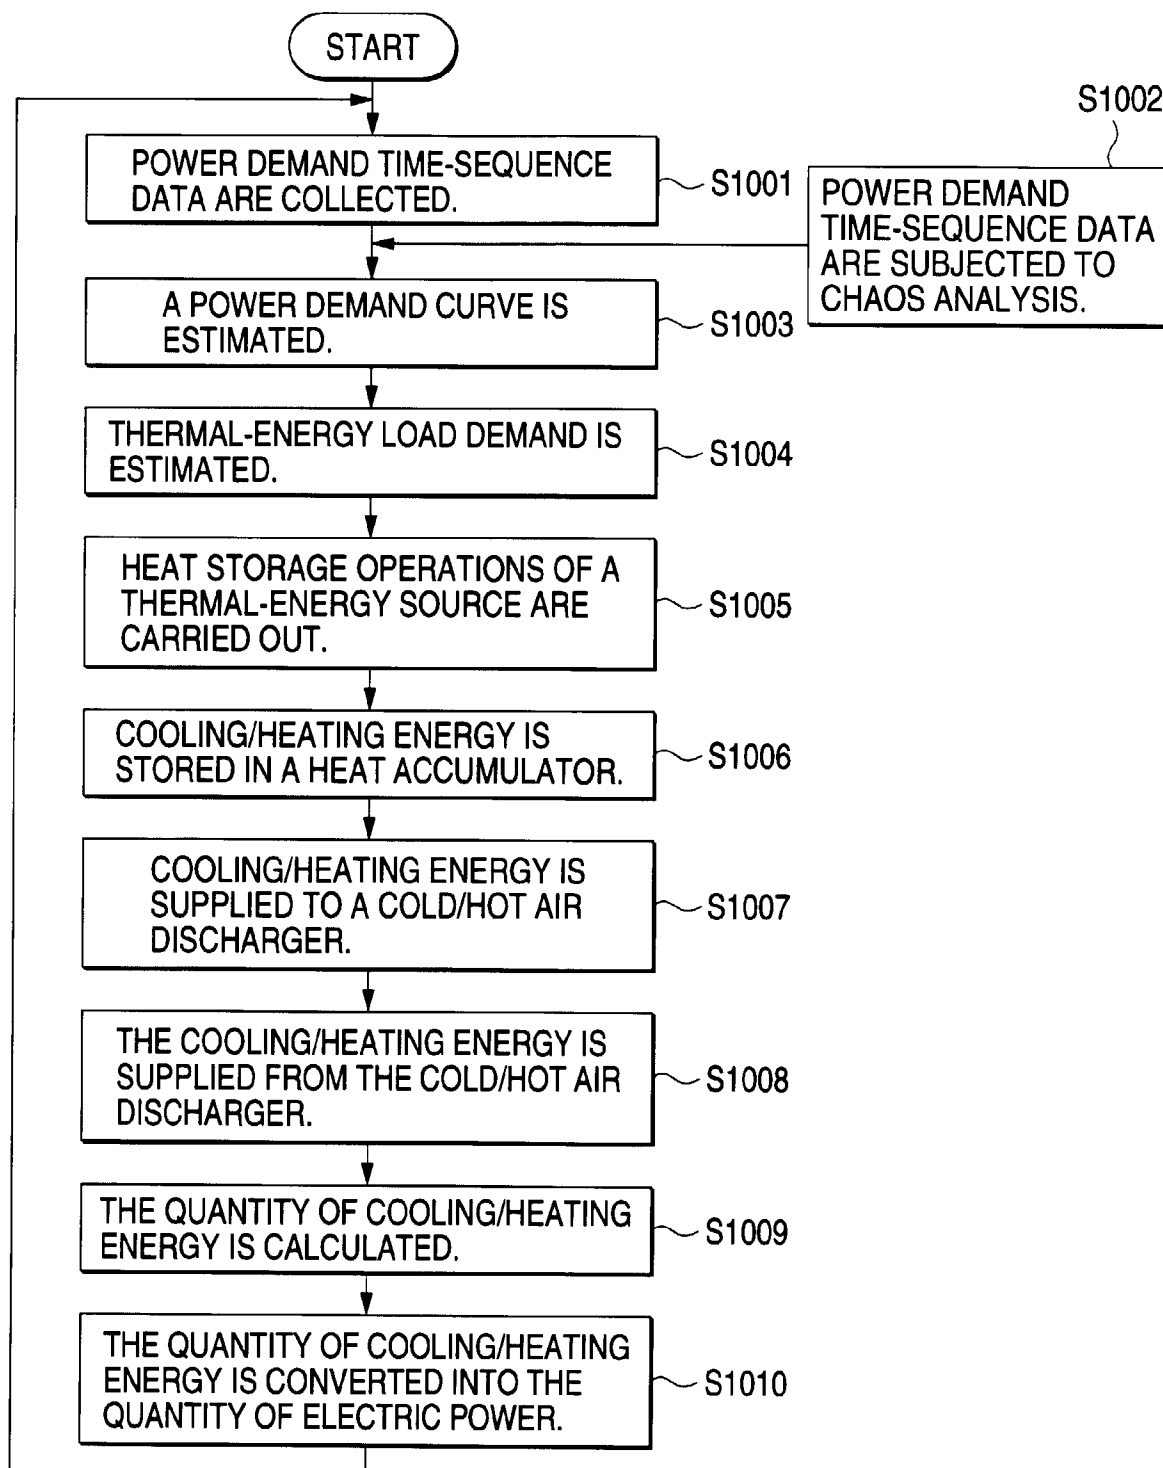 START
S1002
POWER DEMAND TIME-SEQUENCE
DATA ARE COLLECTED.
S1001
POWER DEMAND
TIME-SEQUENCE DATA
ARE SUBJECTED TO
CHAOS ANALYSIS.
A POWER DEMAND CURVE IS
ESTIMATED.
S1003
THERMAL-ENERGY LOAD DEMAND IS
ESTIMATED.
S1004
HEAT STORAGE OPERATIONS OF A
THERMAL-ENERGY SOURCE ARE
CARRIED OUT.
S1005
COOLING/HEATING ENERGY IS
STORED IN A HEAT ACCUMULATOR.
S1006
COOLING/HEATING ENERGY IS
SUPPLIED TO A COLD/HOT AIR
DISCHARGER.
S1007
THE COOLING/HEATING ENERGY IS
SUPPLIED FROM THE COLD/HOT AIR
DISCHARGER.
S1008
THE QUANTITY OF COOLING/HEATING
ENERGY IS CALCULATED.
S1009
THE QUANTITY OF COOLING/HEATING
ENERGY IS CONVERTED INTO THE
QUANTITY OF ELECTRIC POWER.
S1010